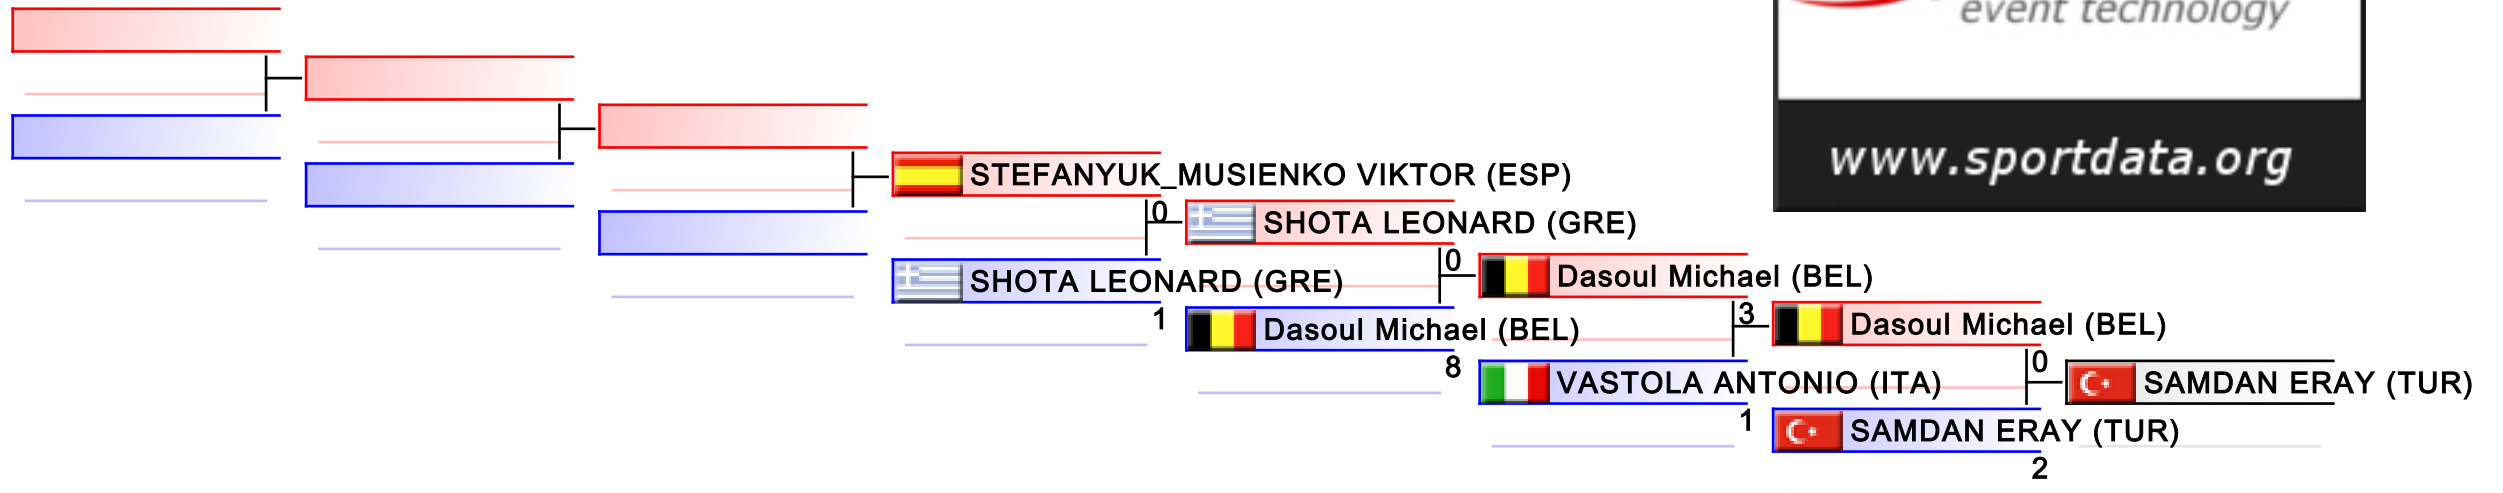 event technology
www.sportdata.org
STEFANYUK_MUSIENKO VIKTOR (ESP)
0
SHOTA LEONARD (GRE)
SHOTA LEONARD (GRE)
1
0
Dasoul Michael (BEL)
Dasoul Michael (BEL)
8
3
Dasoul Michael (BEL)
VASTOLA ANTONIO (ITA)
1
0
SAMDAN ERAY (TUR)
SAMDAN ERAY (TUR)
2